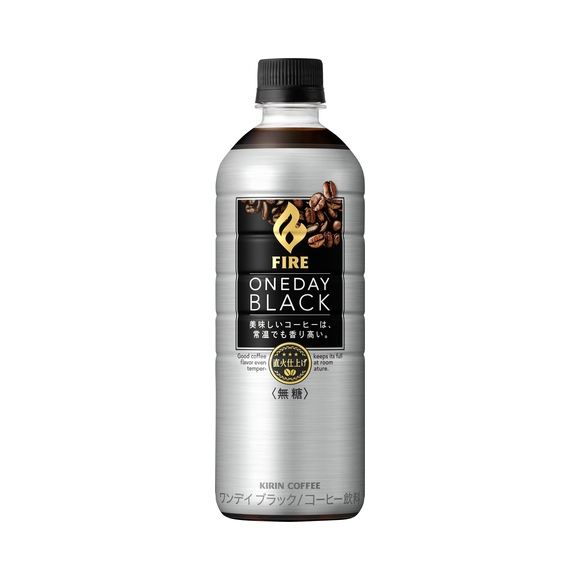 FIRE
ONEDAY
BLACK
美味しいコーヒーは、
常温でも香り高い。
Good coffee keeps its full
flavor even at room
temper- ature.
直火仕上げ
〈無糖〉
KIRIN COFFEE
ワンデイ ブラック/コーヒー飲料